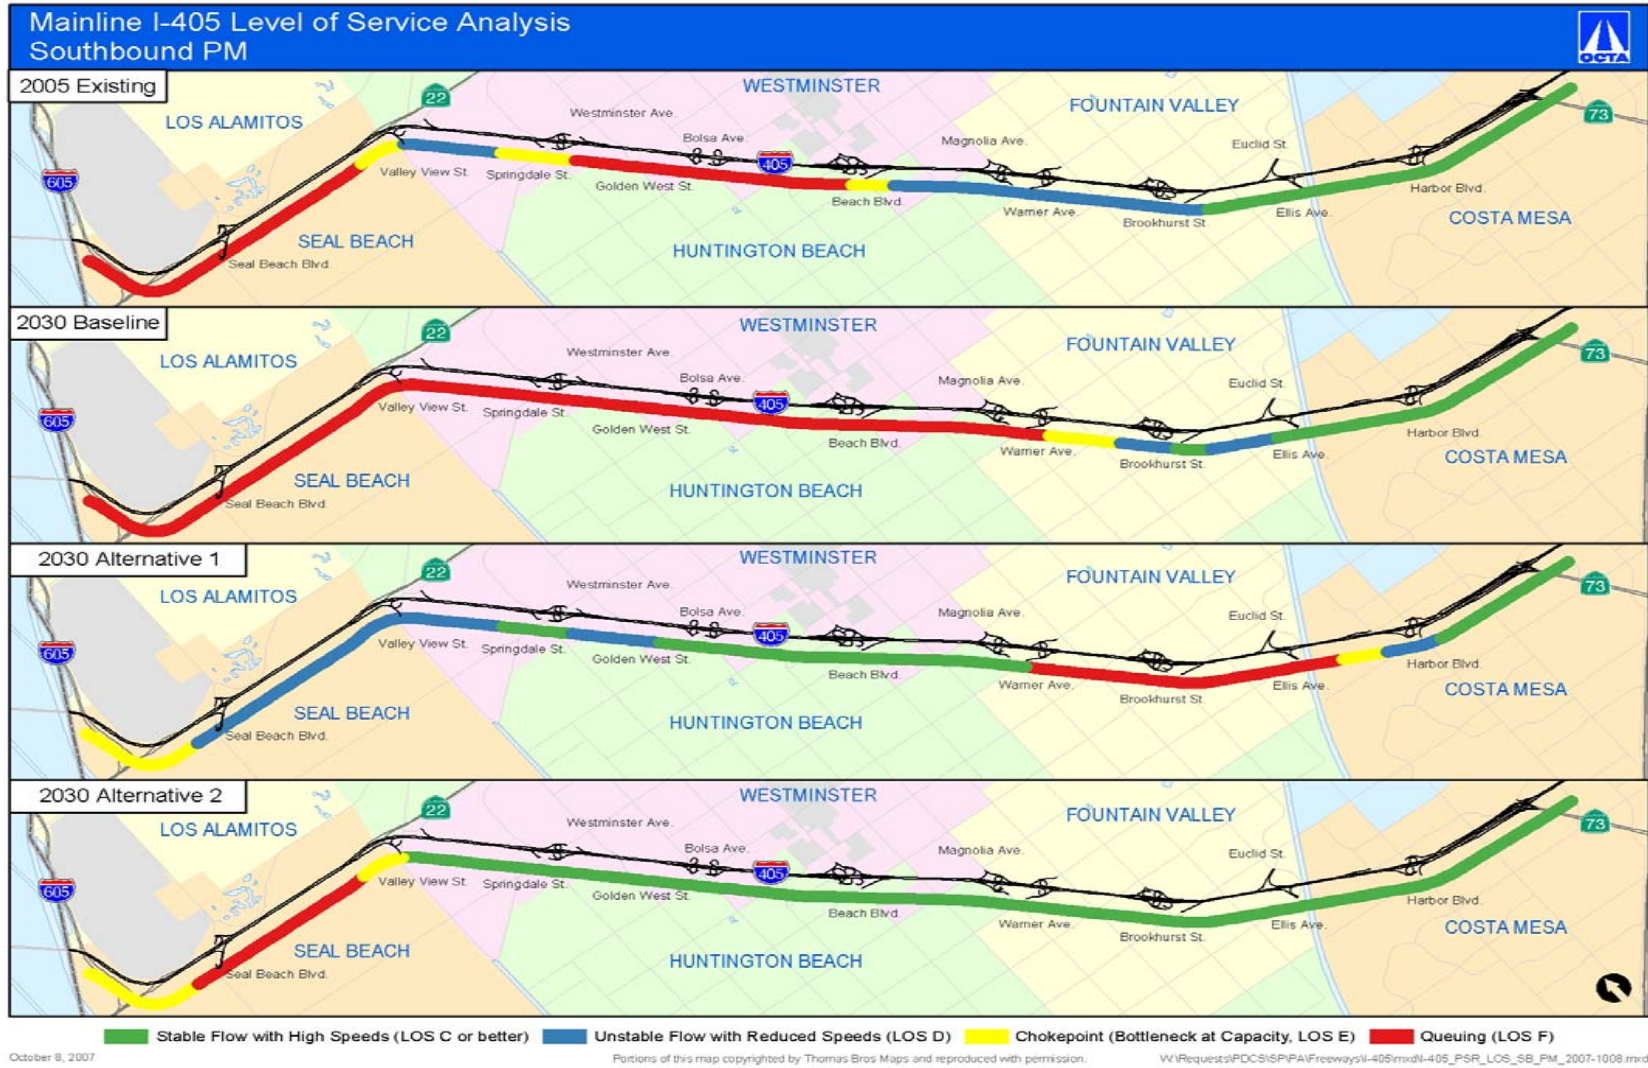 Mainline I-405 Level of Service Analysis
Southbound PM
OCTA
2005 Existing
WESTMINSTER
22
LOS ALAMITOS
Westminster Ave.
FOUNTAIN VALLEY
73
Bolsa Ave.
Magnolia Ave.
Euclid St.
405
605
Valley View St.
Springdale St.
Golden West St.
Beach Blvd.
Harbor Blvd.
Warner Ave.
Brookhurst St.
Ellis Ave.
COSTA MESA
SEAL BEACH
HUNTINGTON BEACH
Seal Beach Blvd.
2030 Baseline
WESTMINSTER
22
LOS ALAMITOS
Westminster Ave.
FOUNTAIN VALLEY
73
Bolsa Ave.
Magnolia Ave.
Euclid St.
405
605
Valley View St.
Springdale St.
Golden West St.
Beach Blvd.
Harbor Blvd.
Warner Ave.
Brookhurst St.
Ellis Ave.
COSTA MESA
SEAL BEACH
HUNTINGTON BEACH
Seal Beach Blvd.
2030 Alternative 1
WESTMINSTER
22
LOS ALAMITOS
Westminster Ave.
FOUNTAIN VALLEY
73
Bolsa Ave.
Magnolia Ave.
Euclid St.
405
605
Valley View St.
Springdale St.
Golden West St.
Beach Blvd.
Harbor Blvd.
Warner Ave.
Brookhurst St.
Ellis Ave.
COSTA MESA
SEAL BEACH
HUNTINGTON BEACH
Seal Beach Blvd.
2030 Alternative 2
WESTMINSTER
22
LOS ALAMITOS
Westminster Ave.
FOUNTAIN VALLEY
73
Bolsa Ave.
Magnolia Ave.
Euclid St.
405
605
Valley View St.
Springdale St.
Golden West St.
Beach Blvd.
Harbor Blvd.
Warner Ave.
Brookhurst St.
Ellis Ave.
COSTA MESA
SEAL BEACH
HUNTINGTON BEACH
Seal Beach Blvd.
Stable Flow with High Speeds (LOS C or better)
Unstable Flow with Reduced Speeds (LOS D)
Chokepoint (Bottleneck at Capacity, LOS E)
Queuing (LOS F)
October 8, 2007
Portions of this map copyrighted by Thomas Bros Maps and reproduced with permission.